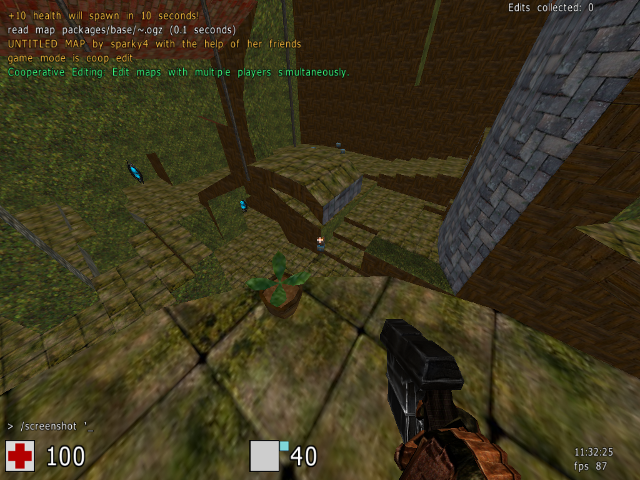 Edits collected: 0
+10 health will spawn in 10 seconds!
read map packages/base/~.ogz (0.1 seconds)
UNTITLED MAP by sparky4 with the help of her friends
game mode is coop edit
Cooperative Editing: Edit maps with multiple players simultaneously.
> /screenshot '_
100
40
11:32:25
fps 87